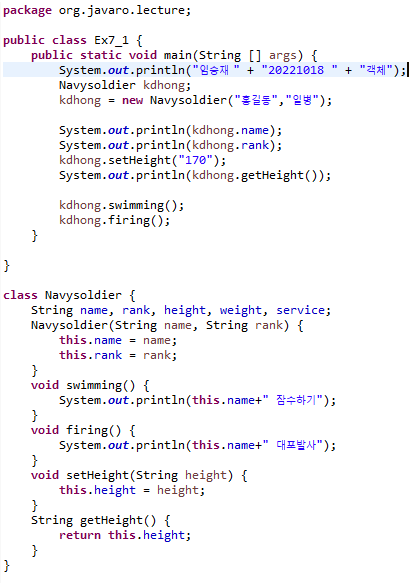 package org.javaro.lecture;
public class Ex7_1 {
public static void main(String [] args) {
System.out.println("임승재 " + "20221018 " + "객체");
Navysoldier kdhong;
kdhong = new Navysoldier("홍길동","일병");
System.out.println(kdhong.name);
System.out.println(kdhong.rank);
kdhong.setHeight("170");
System.out.println(kdhong.getHeight());
kdhong.swimming();
kdhong.firing();
}
}
class Navysoldier {
String name, rank, height, weight, service;
Navysoldier(String name, String rank) {
this.name = name;
this.rank = rank;
}
void swimming() {
System.out.println(this.name+" 잠수하기");
}
void firing() {
System.out.println(this.name+" 대포발사");
}
void setHeight(String height) {
this.height = height;
}
String getHeight() {
return this.height;
}
}